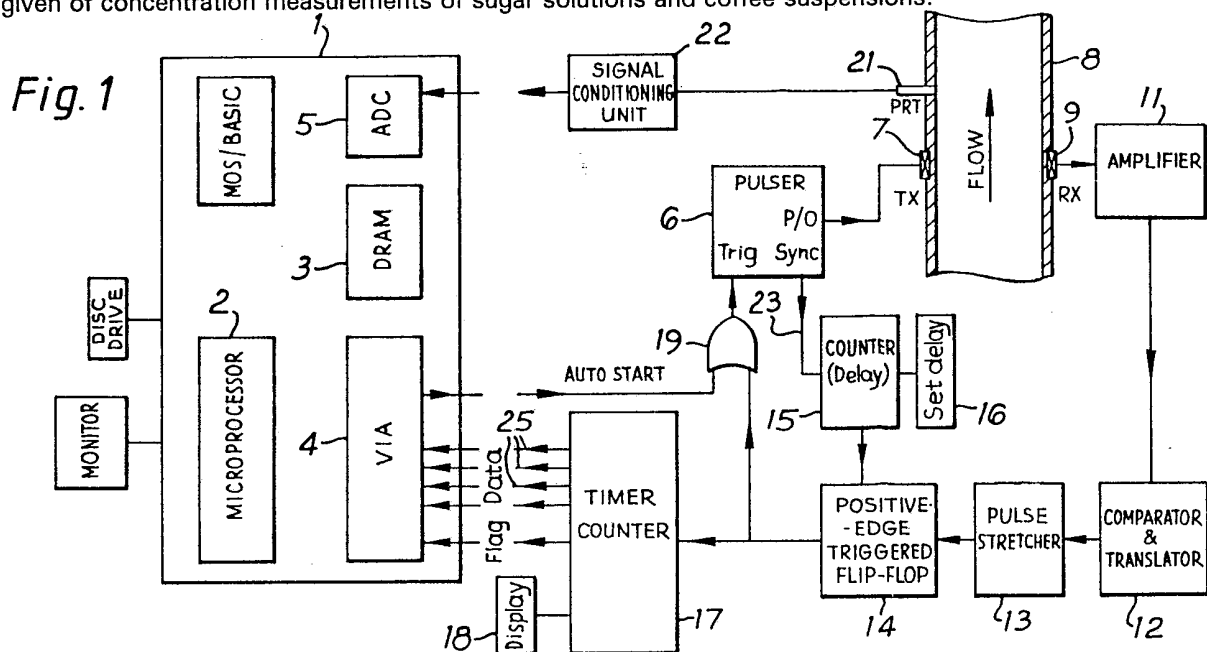 given of concentration measurements of sugar solutions and coffee suspensions.
Fig. 1
1
MOS/BASIC
5
ADC
3
DRAM
2
MICROPROCESSOR
4
VIA
DISC
DRIVE
MONITOR
22
SIGNAL
CONDITIONING
UNIT
21
PRT
8
7
TX
FLOW
9
RX
11
AMPLIFIER
6
PULSER
P/O
Trig Sync
23
19
AUTO START
COUNTER
(Delay)
15
Set delay
16
25
Data
Flag
TIMER
COUNTER
17
Display
18
POSITIVE-
-EDGE
TRIGGERED
FLIP-FLOP
14
PULSE
STRETCHER
13
COMPARATOR
&
TRANSLATOR
12